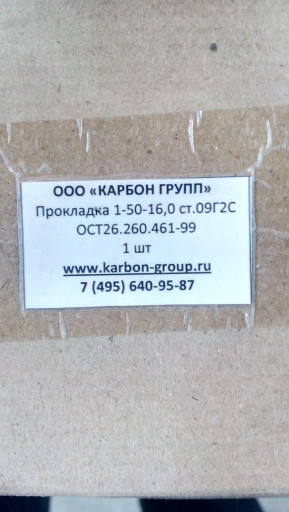 ООО «КАРБОН ГРУПП»
Прокладка 1-50-16,0 ст.09Г2С
ОСТ26.260.461-99
1 шт
www.karbon-group.ru
7 (495) 640-95-87